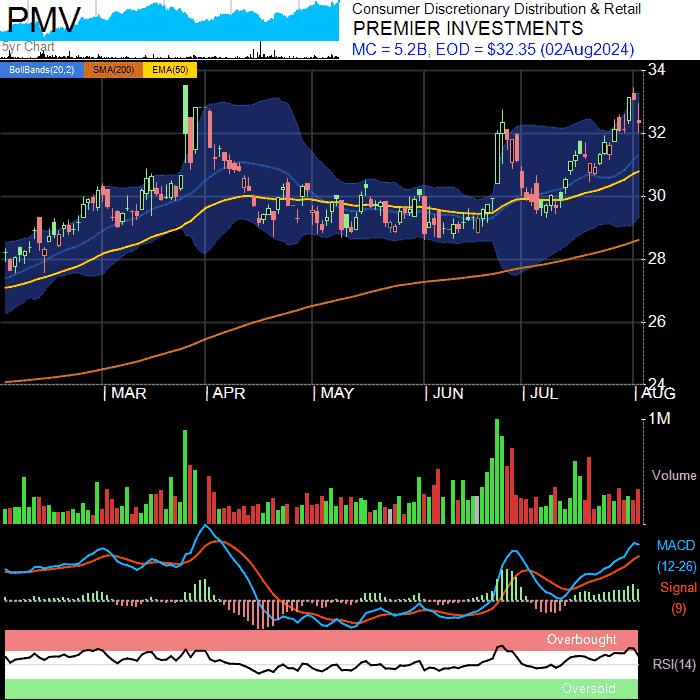 PMV
5yr Chart
Consumer Discretionary Distribution & Retail
PREMIER INVESTMENTS
MC = 5.2B, EOD = $32.35 (02Aug2024)
BollBands(20,2) SMA(200) EMA(50)
34
32
30
28
26
24
MAR APR MAY JUN JUL AUG
1M
Volume
MACD
(12-26)
Signal
(9)
Overbought
RSI(14)
Oversold